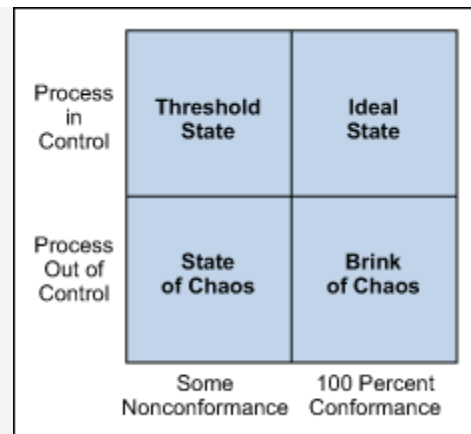 Process
in
Control
Threshold
State
Ideal
State
Process
Out of
Control
State
of Chaos
Brink
of Chaos
Some
Nonconformance
100 Percent
Conformance